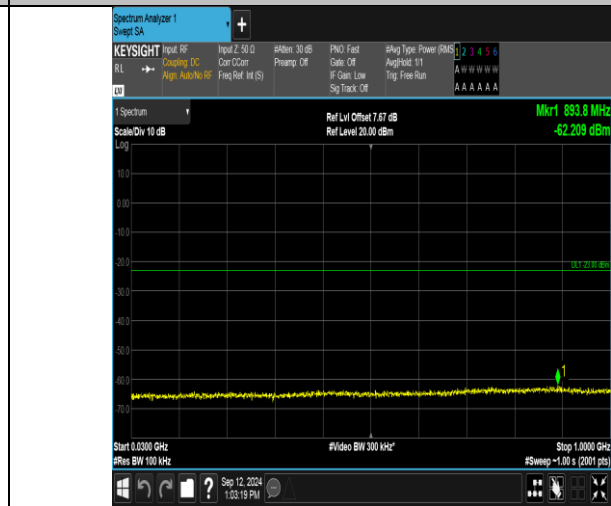 Spectrum Analyzer 1
Swept SA
+
KEYSIGHT Input: RF Input Z: 50 Ω #Atten: 30 dB PNO: Fast #Avg Type: Power (RMS 1 2 3 4 5 6
RL Coupling: DC Corr CCorr Preamp: Off Gate: Off Avg|Hold: 1/1 A W W W W W
Align: Auto/No RF Freq Ref: Int (S) IF Gain: Low Trig: Free Run
LXI Sig Track: Off A A A A A A
1 Spectrum Ref Lvl Offset 7.67 dB Mkr1 893.8 MHz
Scale/Div 10 dB Ref Level 20.00 dBm -62.209 dBm
Log
10.0
0.00
-10.0
-20.0
DL1 -23.00 dBm
-30.0
-40.0
-50.0
1
-60.0
-70.0
Start 0.0300 GHz #Video BW 300 kHz* Stop 1.0000 GHz
#Res BW 100 kHz #Sweep ~1.00 s (2001 pts)
? Sep 12, 2024
1:03:19 PM